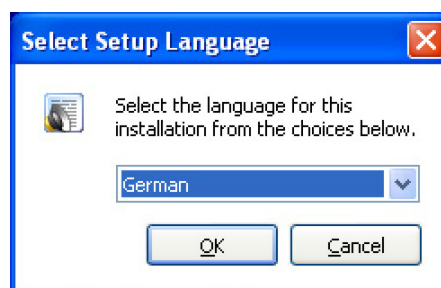 Select Setup Language
Select the language for this
installation from the choices below.
German
OK
Cancel